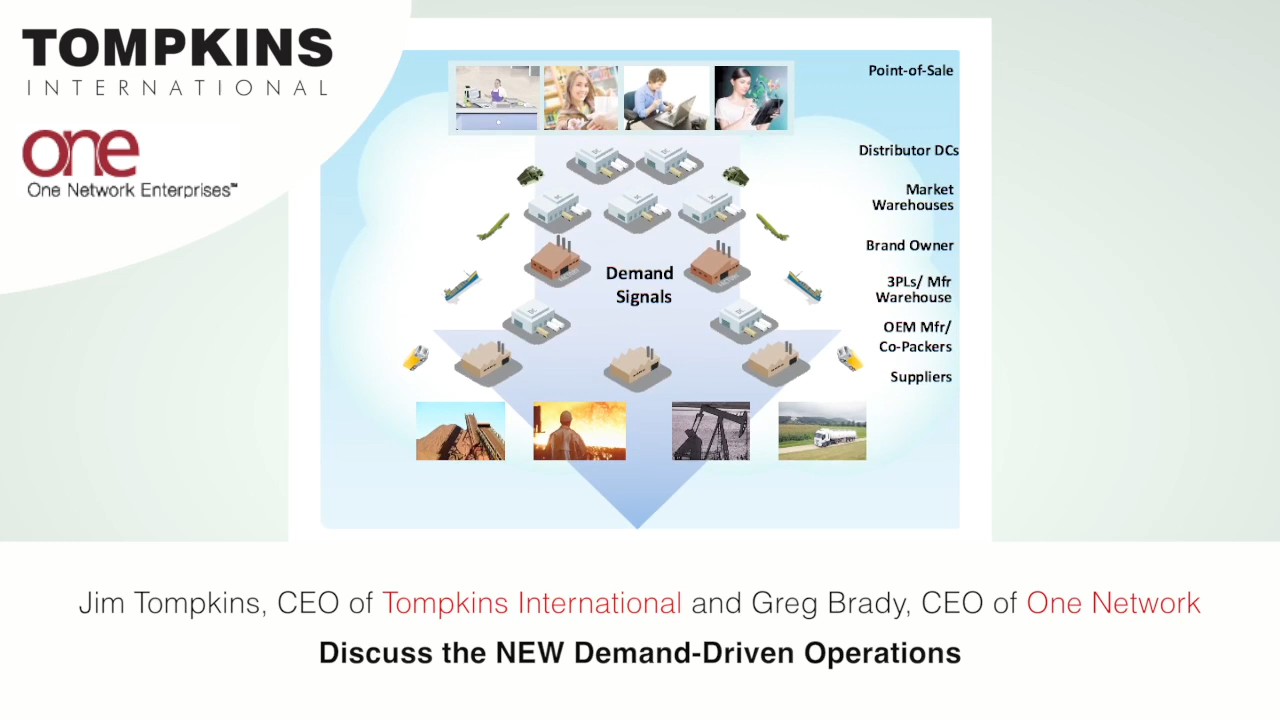 TOMPKINS
INTERNATIONAL
one
One Network Enterprises™
Point-of-Sale
Distributor DCs
Market
Warehouses
Brand Owner
Demand
Signals
3PLs/ Mfr
Warehouse
OEM Mfr/
Co-Packers
Suppliers
Jim Tompkins, CEO of Tompkins International and Greg Brady, CEO of One Network
Discuss the NEW Demand-Driven Operations